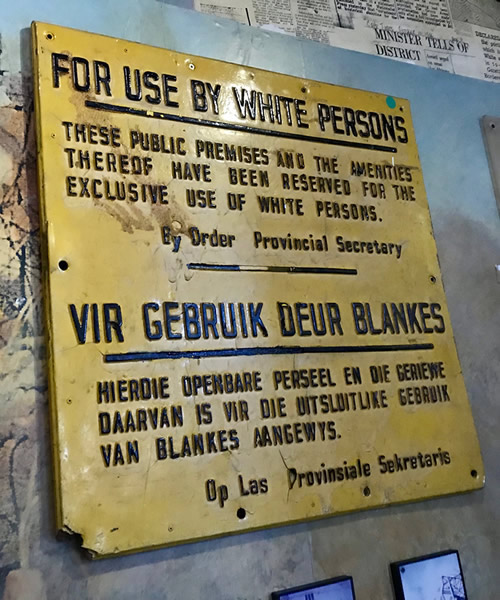 MINISTER TELLS OF
DISTRICT
FOR USE BY WHITE PERSONS
THESE PUBLIC PREMISES AND THE AMENITIES
THEREOF HAVE BEEN RESERVED FOR THE
EXCLUSIVE USE OF WHITE PERSONS.
By Order Provincial Secretary
VIR GEBRUIK DEUR BLANKES
HIERDIE OPENBARE PERSEEL EN DIE GERIEWE
DAARVAN IS VIR DIE UITSLUITLIKE GEBRUIK
VAN BLANKES AANGEWYS.
Op Las Provinsiale Sekretaris